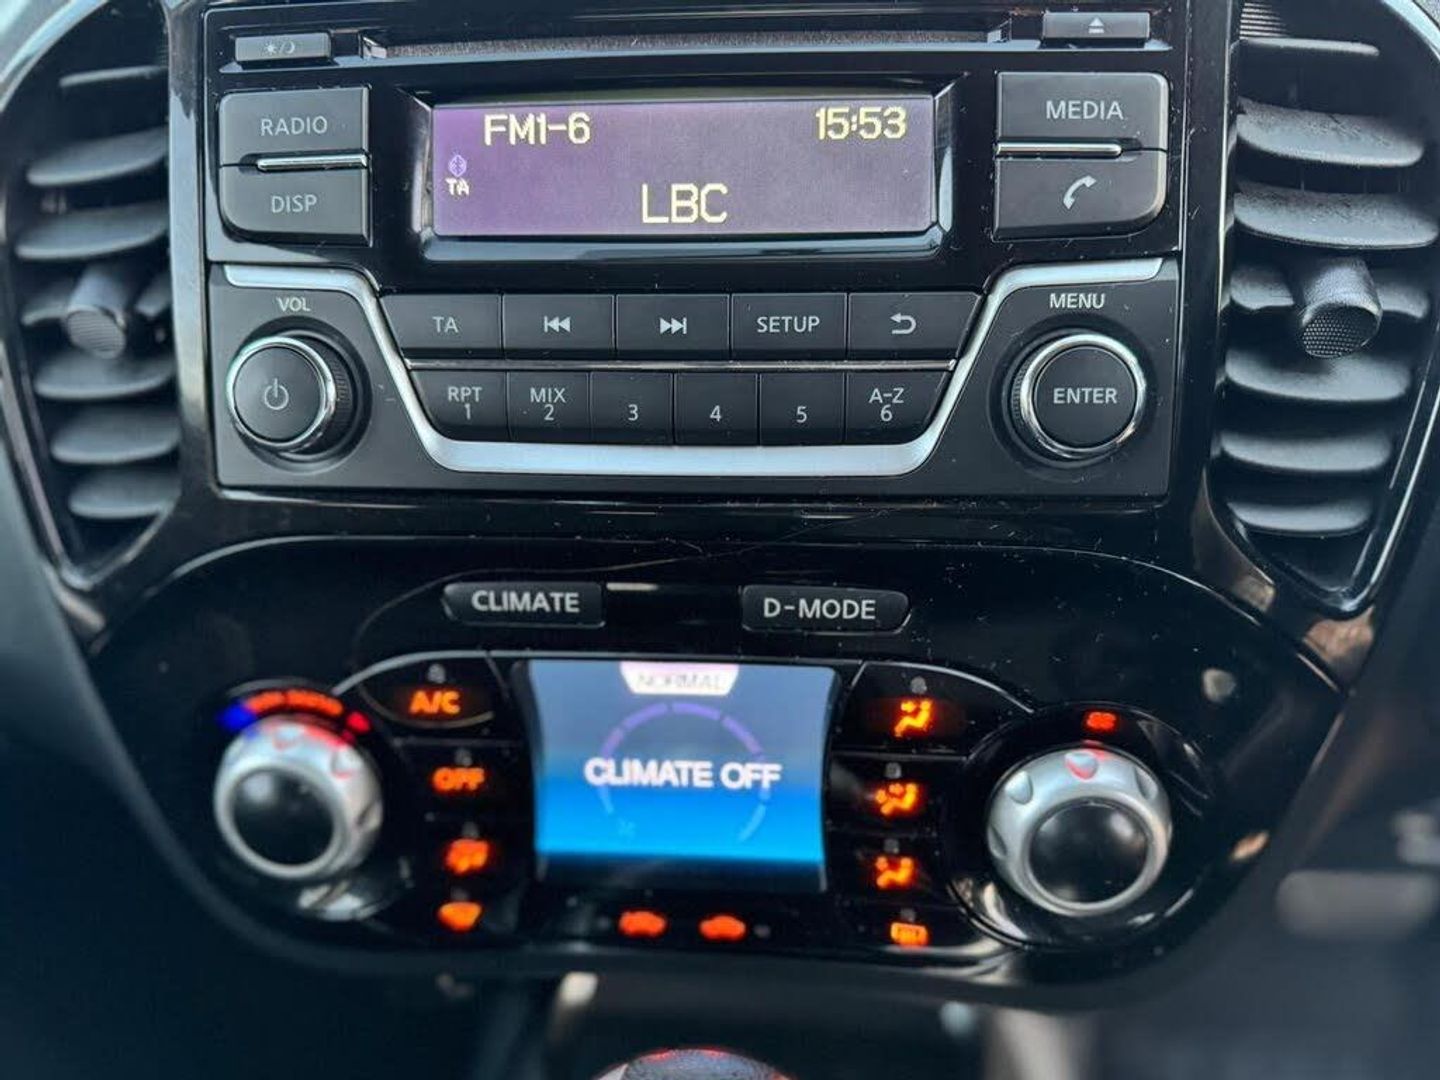 RADIO
DISP
FM1-6
15:53
TA
LBC
MEDIA
VOL
TA
SETUP
MENU
RPT
1
MIX
2
3
4
5
A-Z
6
ENTER
CLIMATE
D-MODE
NORMAL
A/C
OFF
CLIMATE OFF